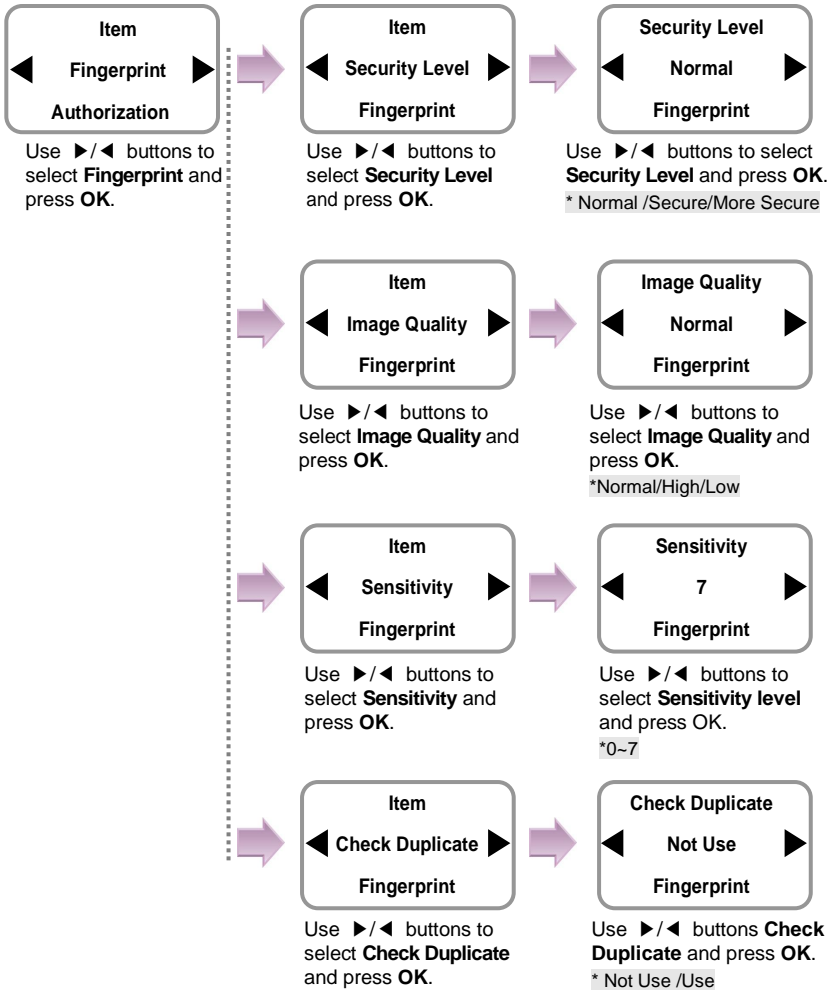 Item
◀ Fingerprint ▶
Authorization
Use ▶/◀ buttons to
select Fingerprint and
press OK.
Item
◀ Security Level ▶
Fingerprint
Use ▶/◀ buttons to
select Security Level
and press OK.
Security Level
◀ Normal ▶
Fingerprint
Use ▶/◀ buttons to select
Security Level and press OK.
* Normal /Secure/More Secure
Item
◀ Image Quality ▶
Fingerprint
Use ▶/◀ buttons to
select Image Quality and
press OK.
Image Quality
◀ Normal ▶
Fingerprint
Use ▶/◀ buttons to
select Image Quality and
press OK.
*Normal/High/Low
Item
◀ Sensitivity ▶
Fingerprint
Use ▶/◀ buttons to
select Sensitivity and
press OK.
Sensitivity
◀ 7 ▶
Fingerprint
Use ▶/◀ buttons to
select Sensitivity level
and press OK.
*0~7
Item
◀ Check Duplicate ▶
Fingerprint
Use ▶/◀ buttons to
select Check Duplicate
and press OK.
Check Duplicate
◀ Not Use ▶
Fingerprint
Use ▶/◀ buttons Check
Duplicate and press OK.
* Not Use /Use